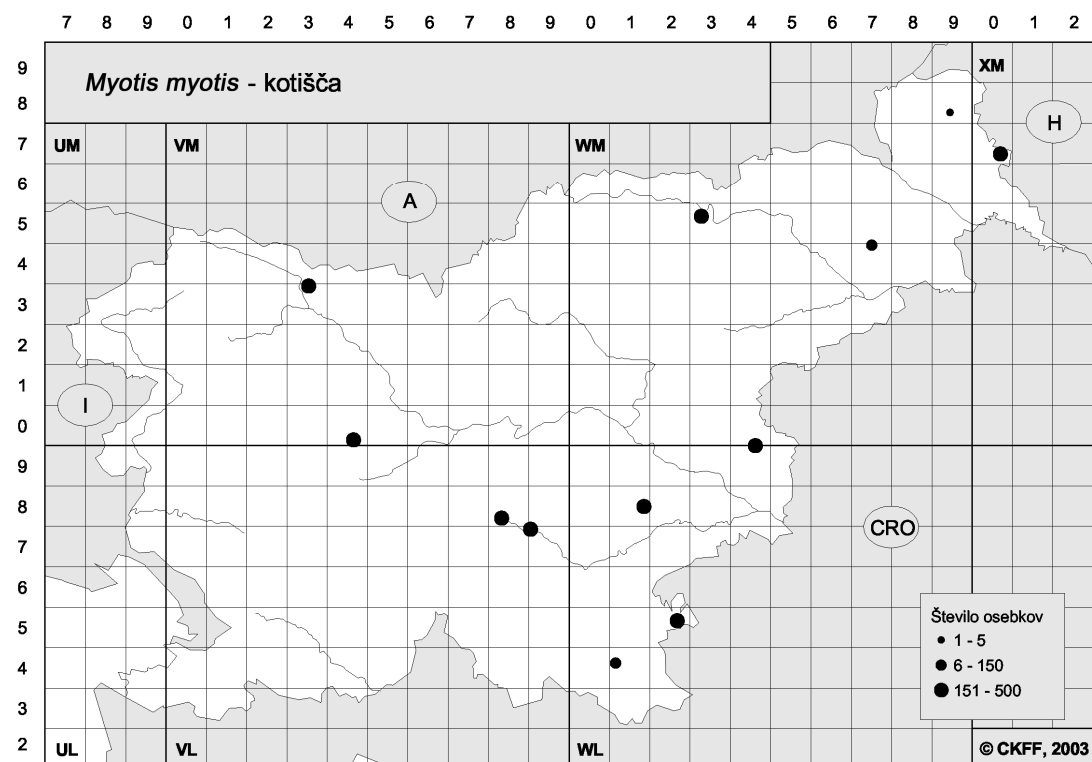 7 8 9 0 1 2 3 4 5 6 7 8 9 0 1 2 3 4 5 6 7 8 9 0 1 2
9
Myotis myotis - kotišča
XM
8
H
7
UM VM WM
6
A
5
4
3
2
1
I
0
9
8
CRO
7
6
5
Število osebkov
1 - 5
4
6 - 150
151 - 500
3
2
UL VL WL
© CKFF, 2003